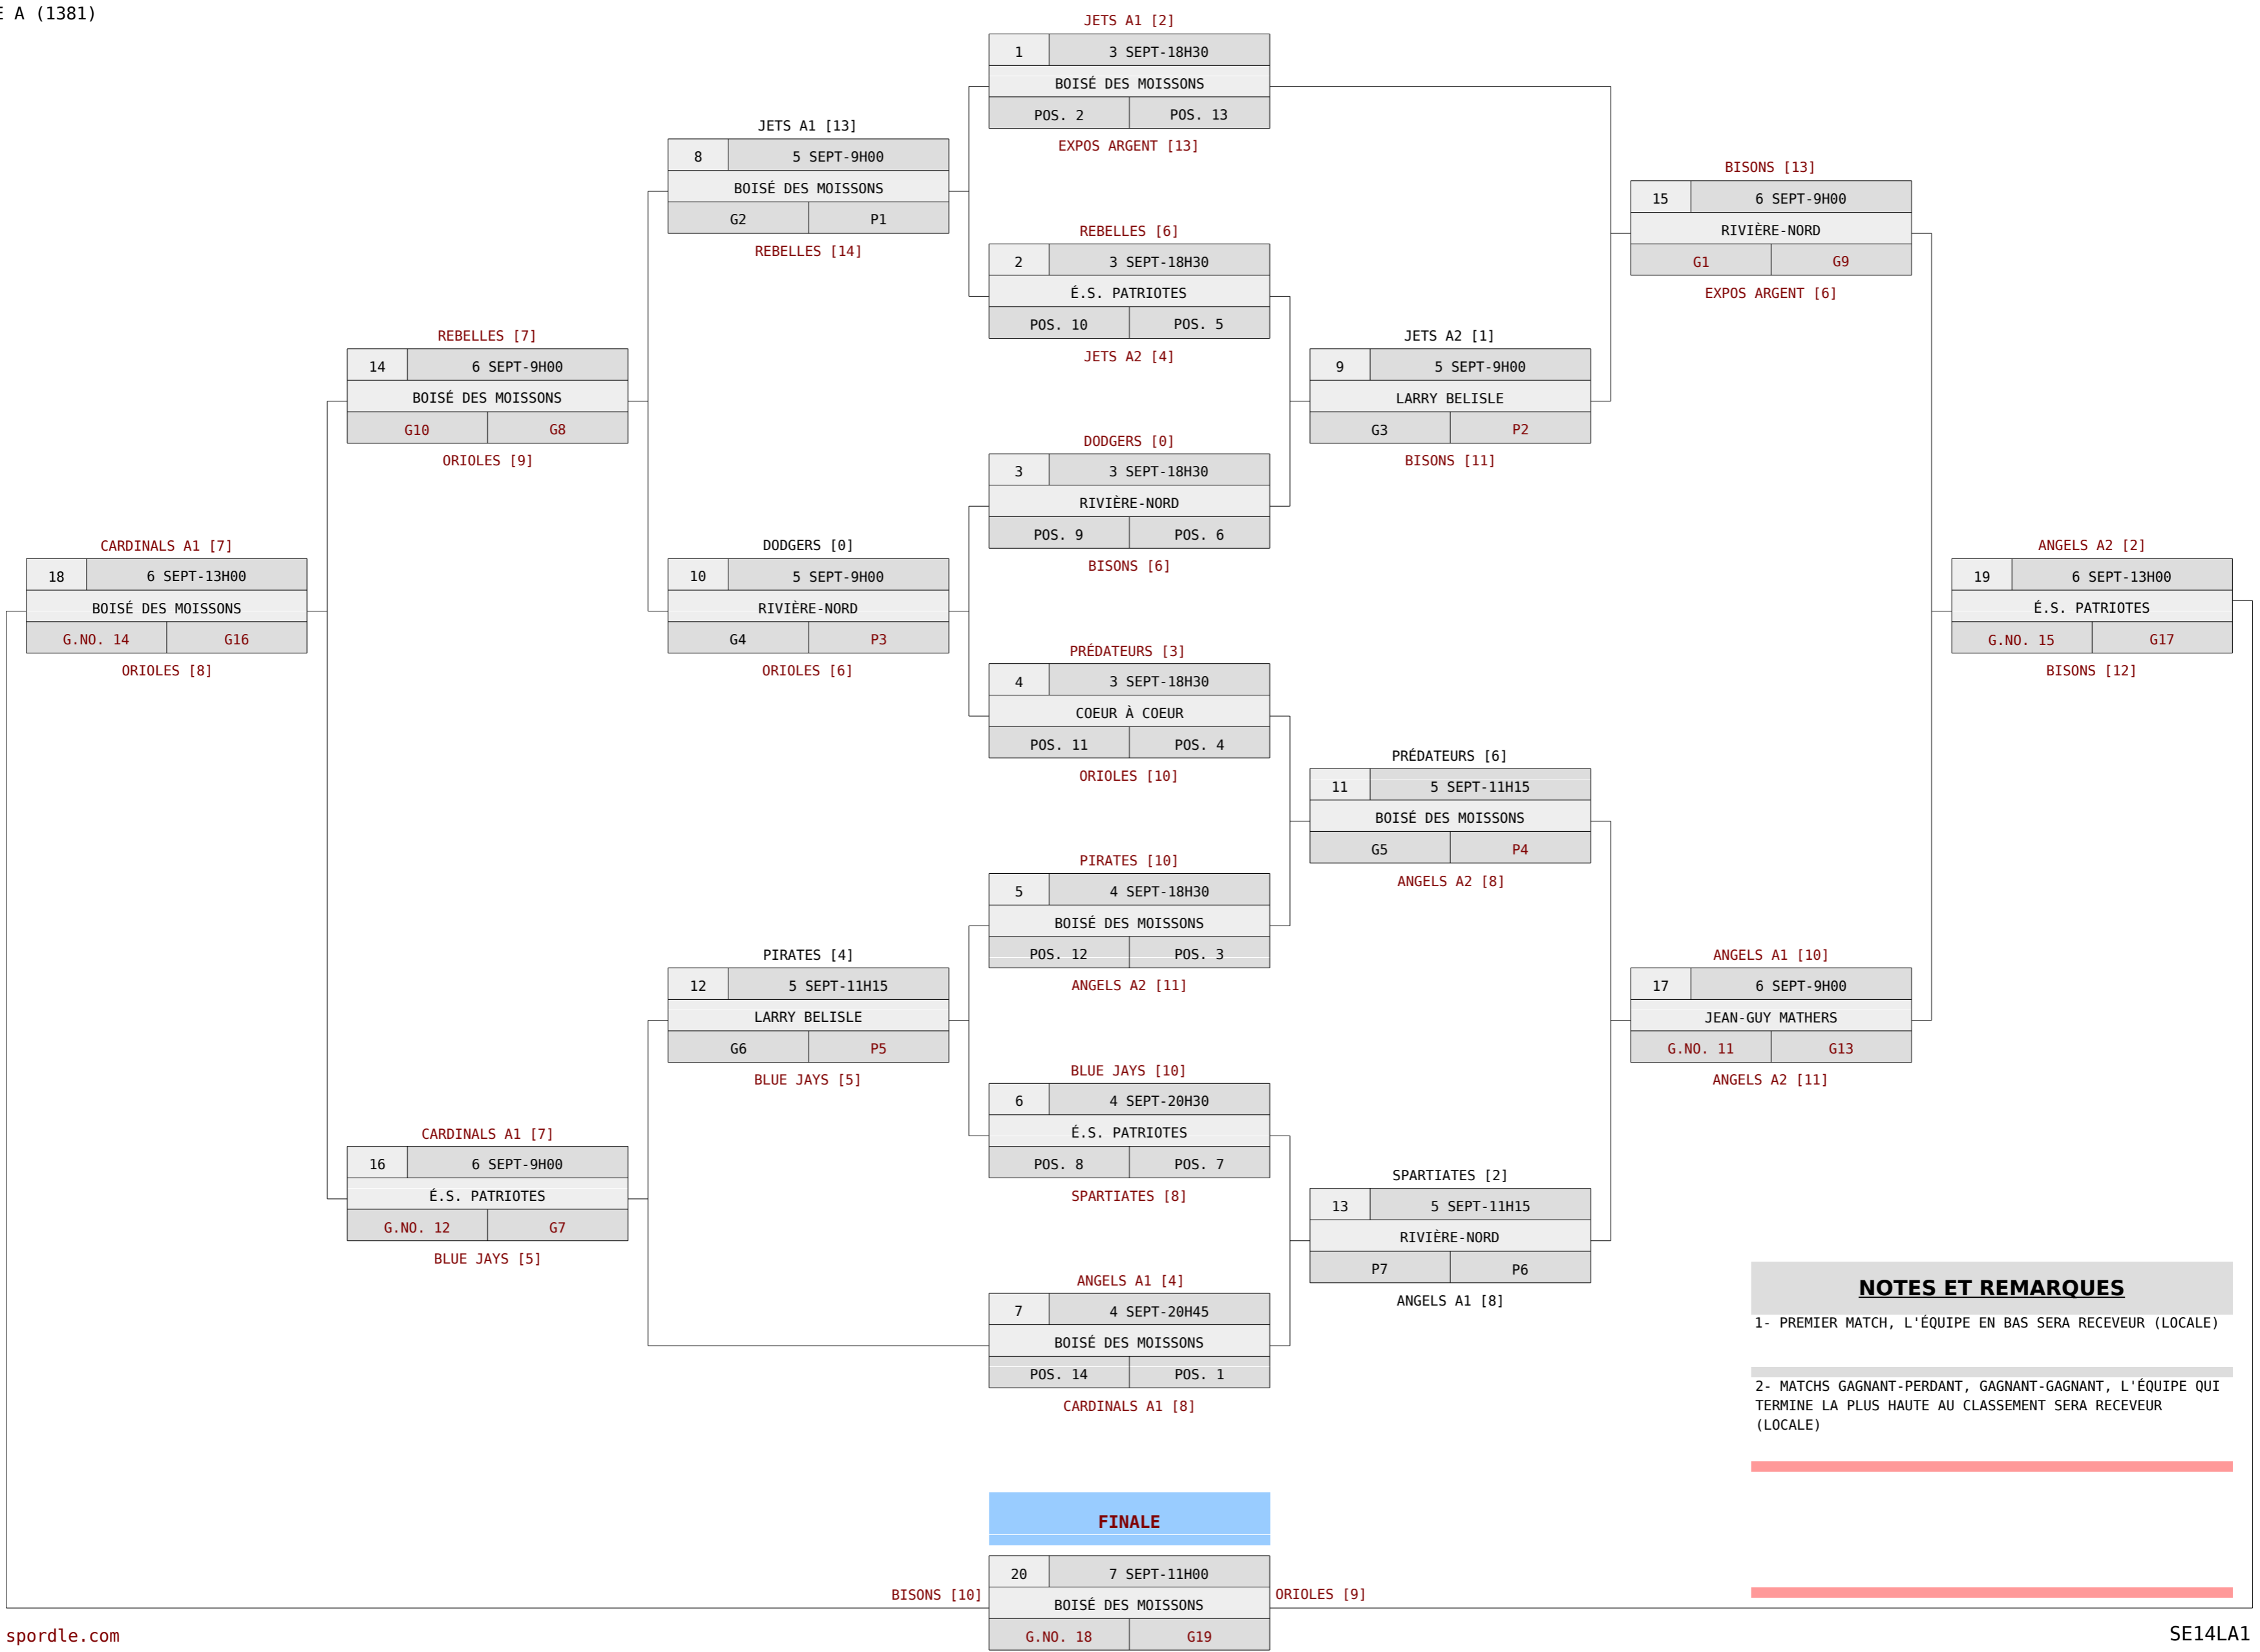 E A (1381)
JETS A1 [2]
1
3 SEPT-18H30
BOISÉ DES MOISSONS
POS. 2
POS. 13
EXPOS ARGENT [13]
JETS A1 [13]
8
5 SEPT-9H00
BOISÉ DES MOISSONS
G2
P1
REBELLES [14]
BISONS [13]
15
6 SEPT-9H00
RIVIÈRE-NORD
G1
G9
EXPOS ARGENT [6]
REBELLES [6]
2
3 SEPT-18H30
É.S. PATRIOTES
POS. 10
POS. 5
JETS A2 [4]
REBELLES [7]
14
6 SEPT-9H00
BOISÉ DES MOISSONS
G10
G8
ORIOLES [9]
JETS A2 [1]
9
5 SEPT-9H00
LARRY BELISLE
G3
P2
BISONS [11]
DODGERS [0]
3
3 SEPT-18H30
RIVIÈRE-NORD
POS. 9
POS. 6
BISONS [6]
CARDINALS A1 [7]
18
6 SEPT-13H00
BOISÉ DES MOISSONS
G.NO. 14
G16
ORIOLES [8]
DODGERS [0]
10
5 SEPT-9H00
RIVIÈRE-NORD
G4
P3
ORIOLES [6]
ANGELS A2 [2]
19
6 SEPT-13H00
É.S. PATRIOTES
G.NO. 15
G17
BISONS [12]
PRÉDATEURS [3]
4
3 SEPT-18H30
COEUR À COEUR
POS. 11
POS. 4
ORIOLES [10]
PRÉDATEURS [6]
11
5 SEPT-11H15
BOISÉ DES MOISSONS
G5
P4
ANGELS A2 [8]
PIRATES [10]
5
4 SEPT-18H30
BOISÉ DES MOISSONS
POS. 12
POS. 3
ANGELS A2 [11]
PIRATES [4]
12
5 SEPT-11H15
LARRY BELISLE
G6
P5
BLUE JAYS [5]
ANGELS A1 [10]
17
6 SEPT-9H00
JEAN-GUY MATHERS
G.NO. 11
G13
ANGELS A2 [11]
BLUE JAYS [10]
6
4 SEPT-20H30
É.S. PATRIOTES
POS. 8
POS. 7
SPARTIATES [8]
CARDINALS A1 [7]
16
6 SEPT-9H00
É.S. PATRIOTES
G.NO. 12
G7
BLUE JAYS [5]
SPARTIATES [2]
13
5 SEPT-11H15
RIVIÈRE-NORD
P7
P6
ANGELS A1 [8]
ANGELS A1 [4]
7
4 SEPT-20H45
BOISÉ DES MOISSONS
POS. 14
POS. 1
CARDINALS A1 [8]
NOTES ET REMARQUES
1- PREMIER MATCH, L'ÉQUIPE EN BAS SERA RECEVEUR (LOCALE)
2- MATCHS GAGNANT-PERDANT, GAGNANT-GAGNANT, L'ÉQUIPE QUI
TERMINE LA PLUS HAUTE AU CLASSEMENT SERA RECEVEUR
(LOCALE)
FINALE
20
7 SEPT-11H00
BISONS [10]
BOISÉ DES MOISSONS
ORIOLES [9]
G.NO. 18
G19
spordle.com
SE14LA1